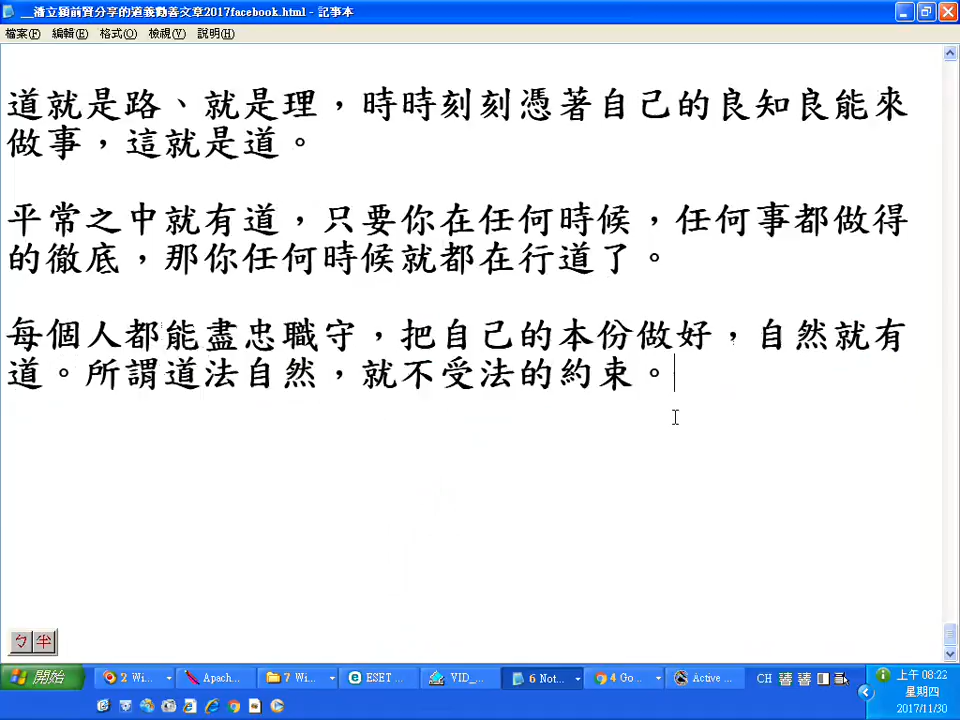 __潘立穎前賢分享的道義勸善文章2017facebook.html - 記事本
檔案(F) 編輯(E) 格式(O) 檢視(V) 說明(H)
道就是路、就是理，時時刻刻憑著自己的良知良能來
做事，這就是道。
平常之中就有道，只要你在任何時候，任何事都做得
的徹底，那你任何時候就都在行道了。
每個人都能盡忠職守，把自己的本份做好，自然就有
道。所謂道法自然，就不受法的約束。
ㄅ半
開始 2 Wi... Apach... 7 Wi... ESET ... VID_... 6 Not... 4 Go... Active ... CH 上午 08:22
星期四
2017/11/30